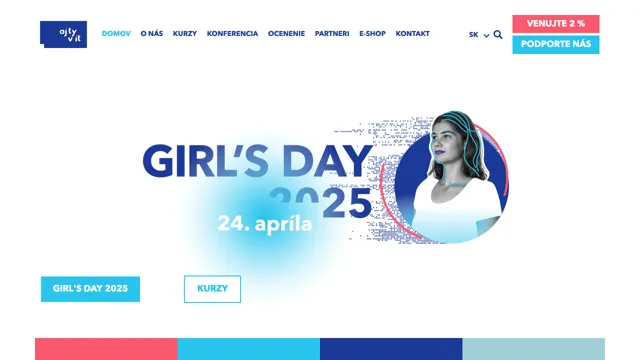 aj ty
v it
DOMOV O NÁS KURZY KONFERENCIA OCENENIE PARTNERI E-SHOP KONTAKT
SK
VENUJTE 2 %
PODPORTE NÁS
GIRL'S DAY
2025
24. apríla
GIRL'S DAY 2025
KURZY